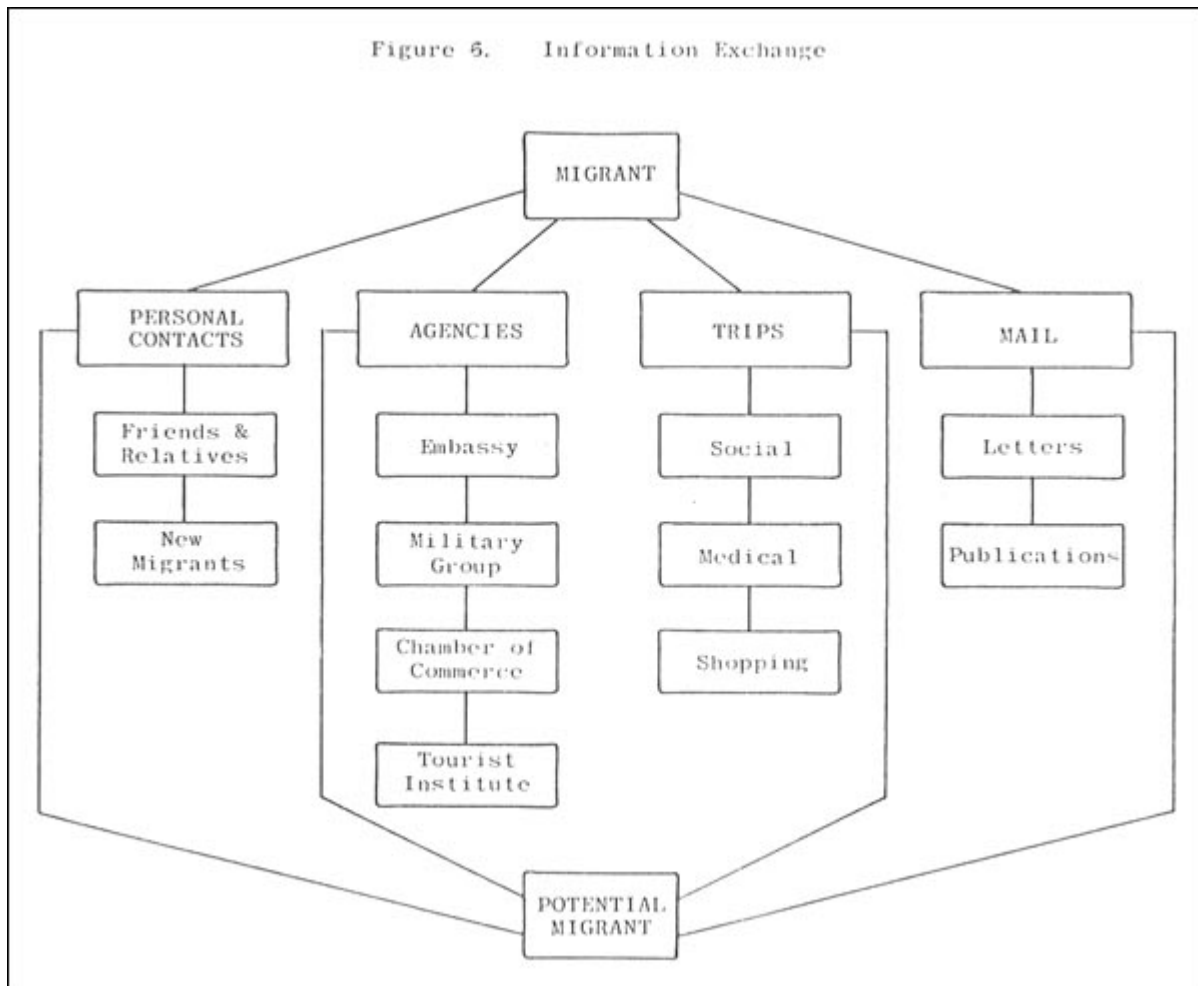 Figure 6. Information Exchange
MIGRANT
PERSONAL
CONTACTS
AGENCIES
TRIPS
MAIL
Friends &
Relatives
Embassy
Social
Letters
New
Migrants
Military
Group
Medical
Publications
Chamber of
Commerce
Shopping
Tourist
Institute
POTENTIAL
MIGRANT